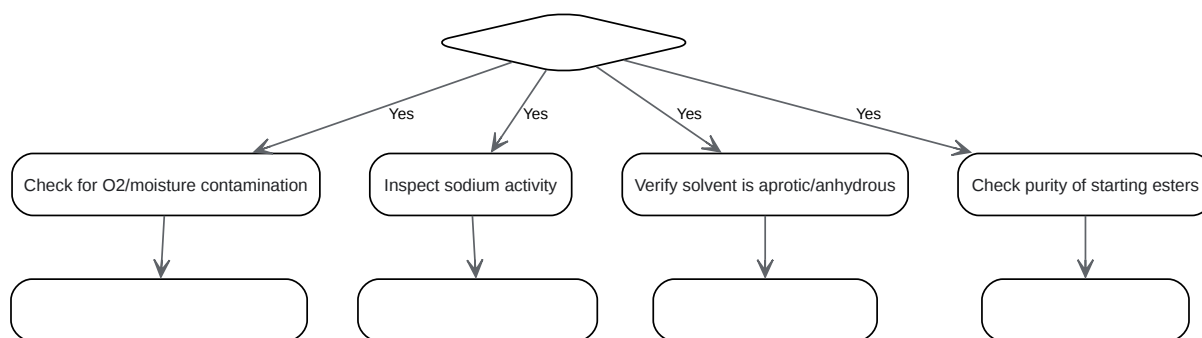 Yes
Yes
Yes
Yes
Check for O2/moisture contamination
Inspect sodium activity
Verify solvent is aprotic/anhydrous
Check purity of starting esters